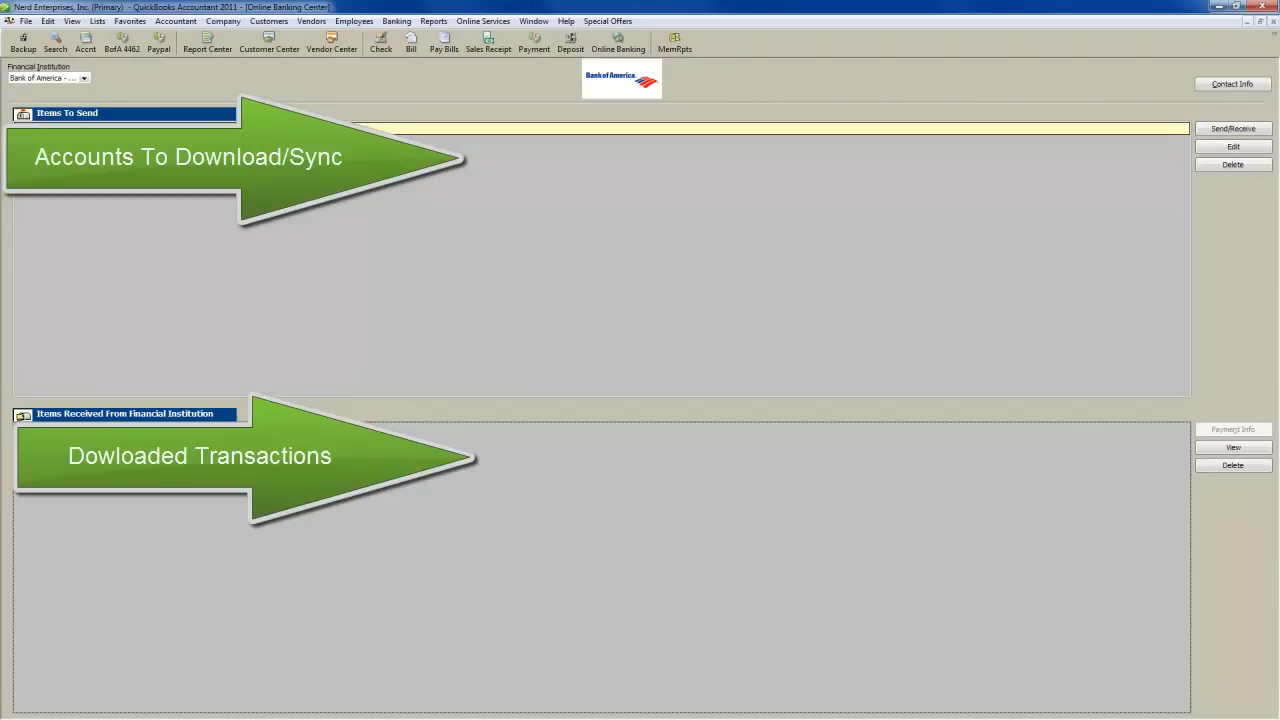 Nerd Enterprises, Inc. (Primary) - QuickBooks Accountant 2011 - [Online Banking Center]
File Edit View Lists Favorites Accountant Company Customers Vendors Employees Banking Reports Online Services Window Help Special Offers
Backup Search Accnt BofA 4462 Paypal Report Center Customer Center Vendor Center Check Bill Pay Bills Sales Receipt Payment Deposit Online Banking MemRpts
Financial Institution
Bank of America - ...
Bank of America
Contact Info
Items To Send
Send/Receive
Accounts To Download/Sync
Edit
Delete
Items Received From Financial Institution
Payment Info
Dowloaded Transactions
View
Delete